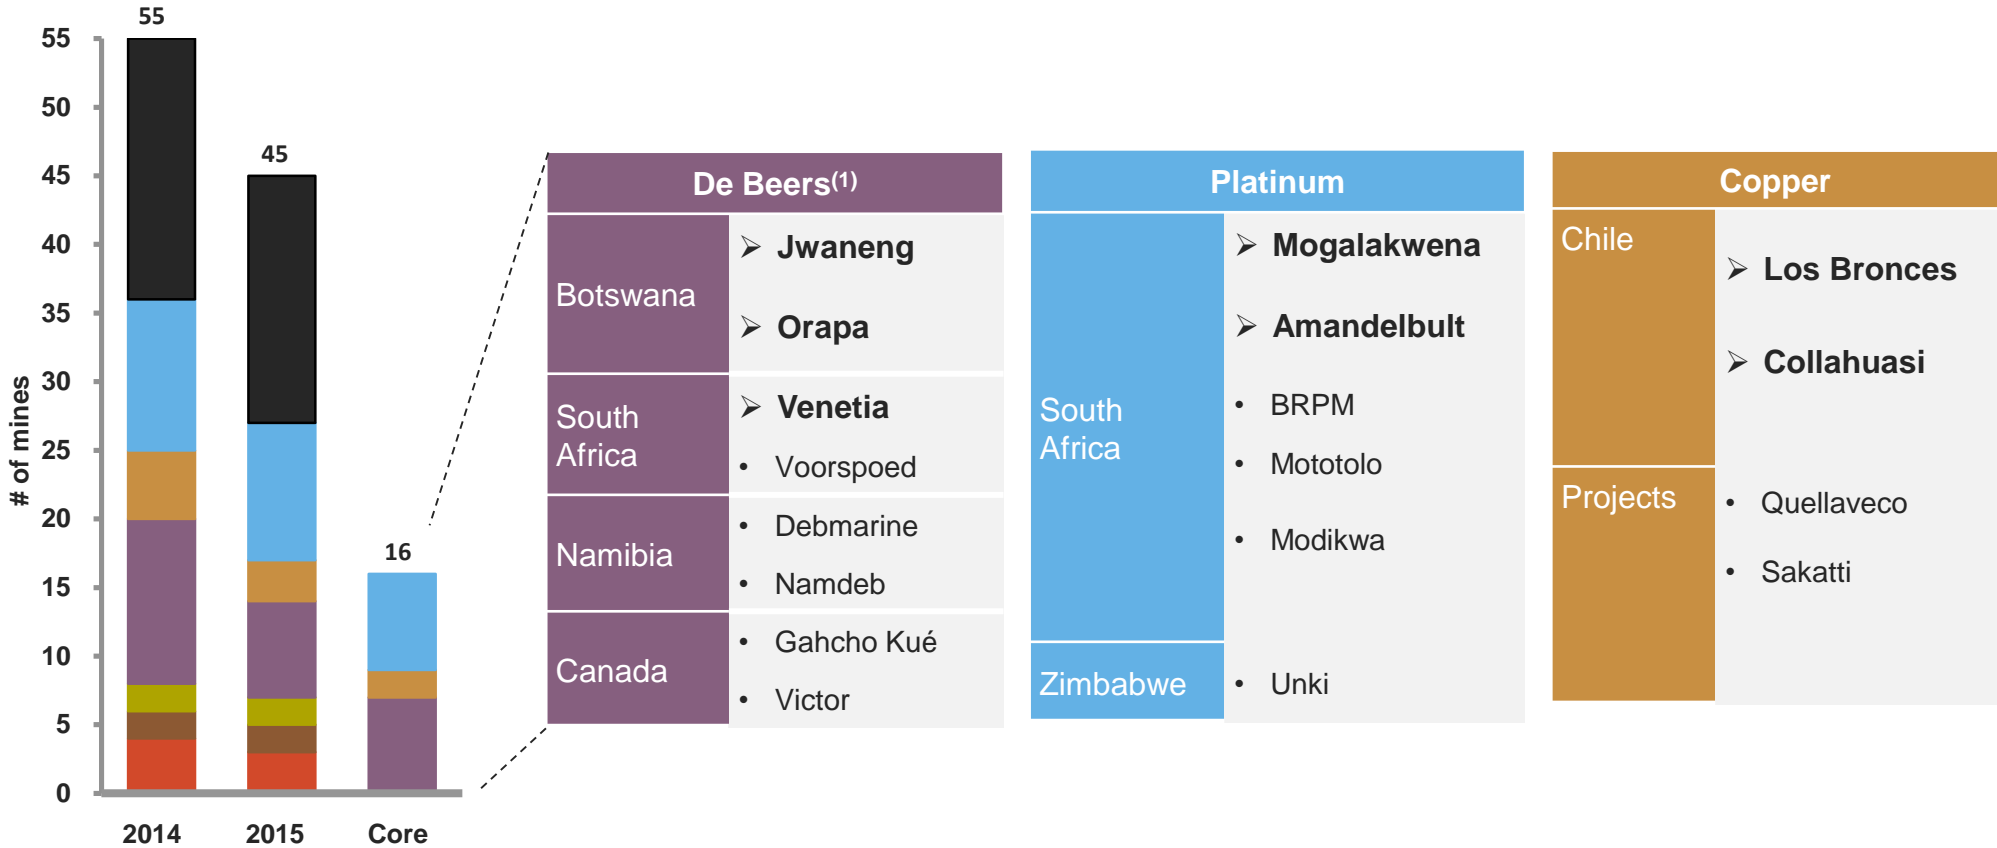 # of mines
55
50
45
40
35
30
25
20
15
10
5
0
55
45
16
2014
2015
Core
De Beers(1)
Botswana
➢ Jwaneng
➢ Orapa
South
Africa
➢ Venetia
• Voorspoed
Namibia
• Debmarine
• Namdeb
Canada
• Gahcho Kué
• Victor
Platinum
South
Africa
➢ Mogalakwena
➢ Amandelbult
• BRPM
• Mototolo
• Modikwa
Zimbabwe
• Unki
Copper
Chile
➢ Los Bronces
➢ Collahuasi
Projects
• Quellaveco
• Sakatti